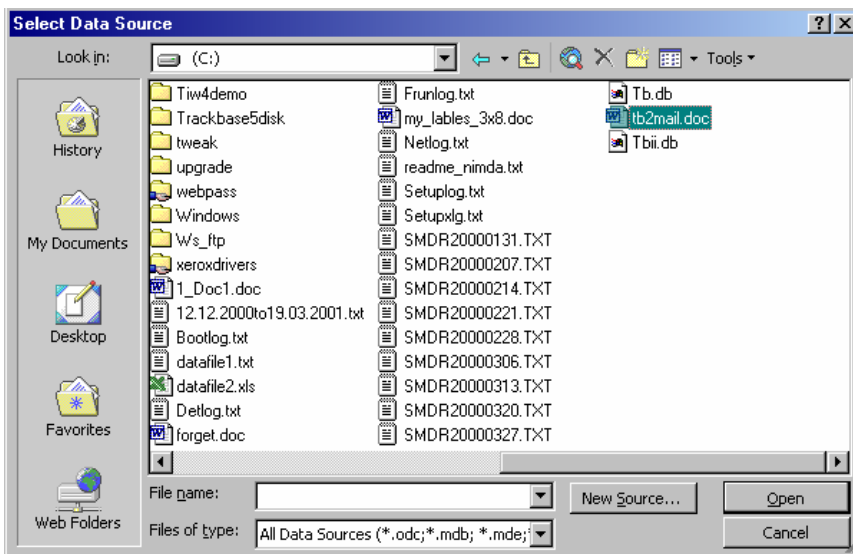 Select Data Source
Look in:
(C:)
Tools
History
My Documents
Desktop
Favorites
Web Folders
Tiw4demo
Trackbase5disk
tweak
upgrade
webpass
Windows
Ws_ftp
xeroxdrivers
1_Doc1.doc
12.12.2000to19.03.2001.txt
Bootlog.txt
datafile1.txt
datafile2.xls
Detlog.txt
forget.doc
Frunlog.txt
my_lables_3x8.doc
Netlog.txt
readme_nimda.txt
Setuplog.txt
Setupxlg.txt
SMDR20000131.TXT
SMDR20000207.TXT
SMDR20000214.TXT
SMDR20000221.TXT
SMDR20000228.TXT
SMDR20000306.TXT
SMDR20000313.TXT
SMDR20000320.TXT
SMDR20000327.TXT
Tb.db
tb2mail.doc
Tbii.db
File name:
New Source...
Open
Files of type:
All Data Sources (*.odc;*.mdb; *.mde;
Cancel